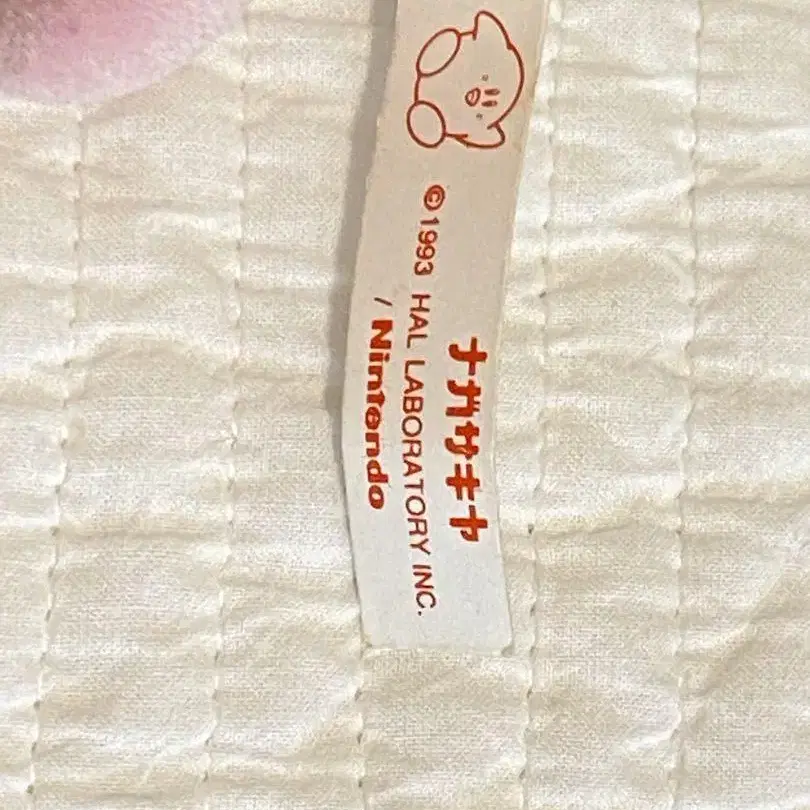 ナガサキヤ
©1993 HAL LABORATORY INC.
/ Nintendo